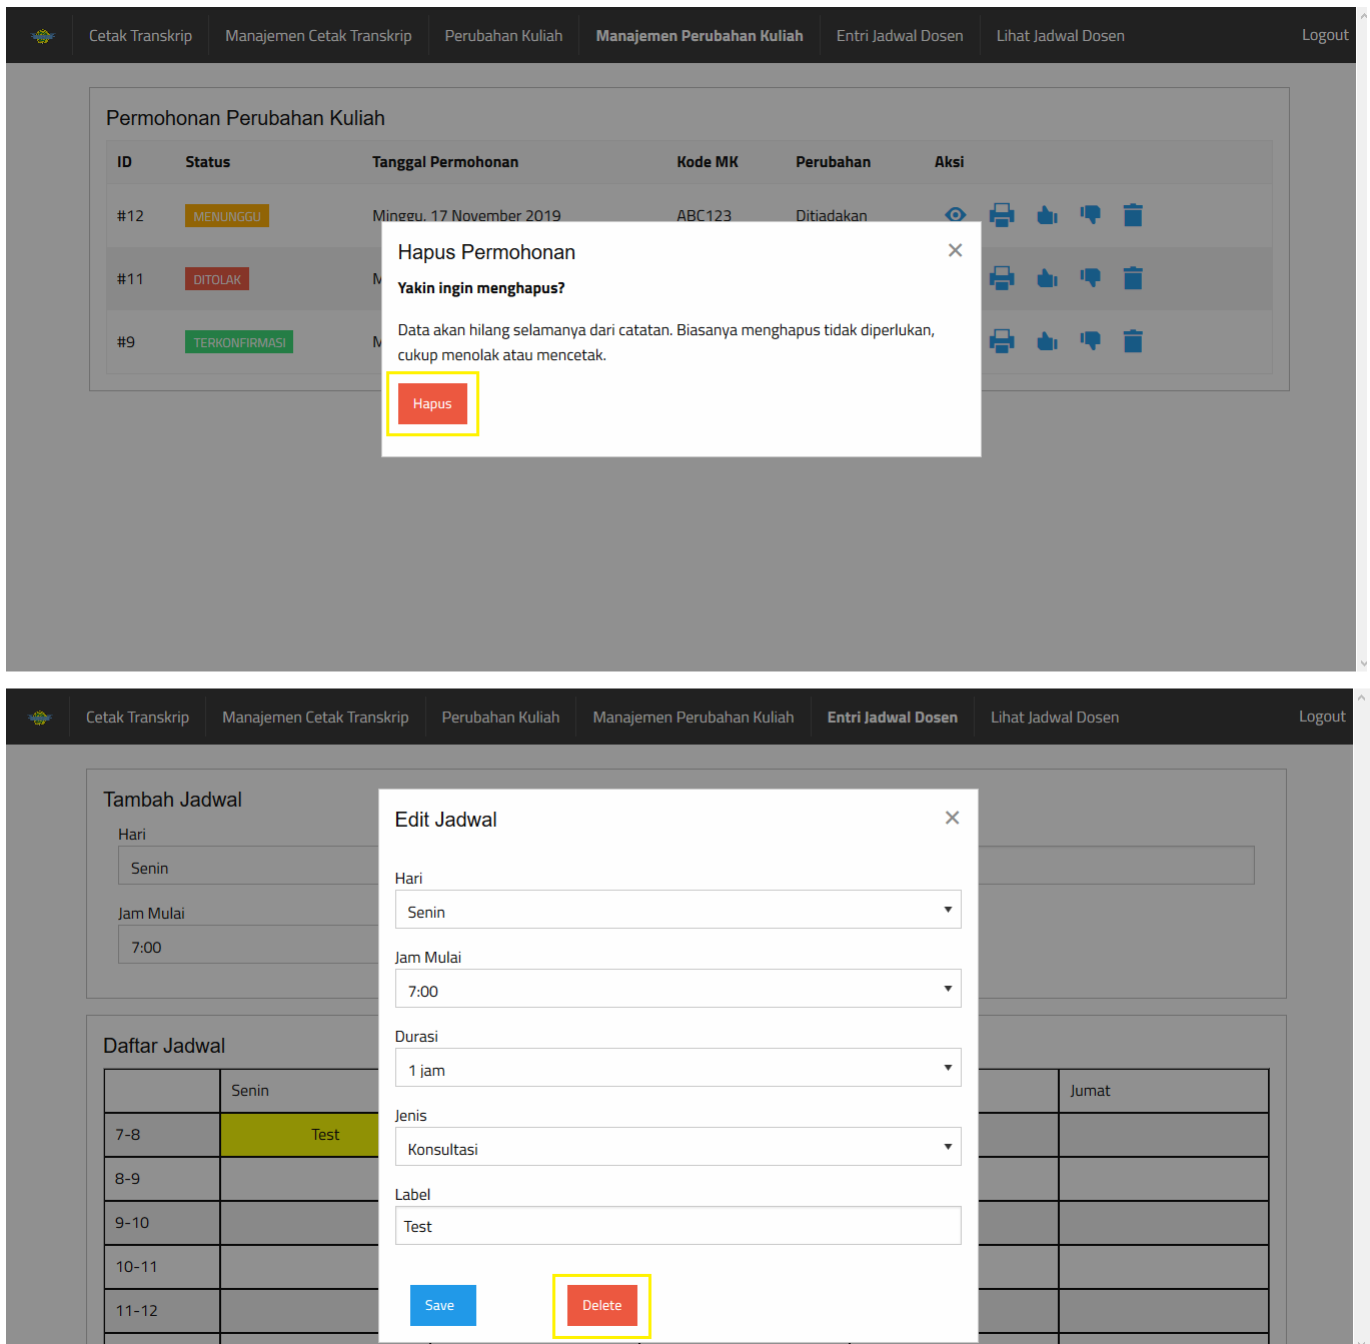 Cetak Transkrip Manajemen Cetak Transkrip Perubahan Kuliah Manajemen Perubahan Kuliah Entri Jadwal Dosen Lihat Jadwal Dosen Logout
Permohonan Perubahan Kuliah
ID Status Tanggal Permohonan Kode MK Perubahan Aksi
#12 MENUNGGU Minggu, 17 November 2019 ABC123 Ditiadakan
#11 DITOLAK M
#9 TERKONFIRMASI M
Hapus Permohonan ×
Yakin ingin menghapus?
Data akan hilang selamanya dari catatan. Biasanya menghapus tidak diperlukan,
cukup menolak atau mencetak.
Hapus
Cetak Transkrip Manajemen Cetak Transkrip Perubahan Kuliah Manajemen Perubahan Kuliah Entri Jadwal Dosen Lihat Jadwal Dosen Logout
Tambah Jadwal
Hari
Senin
Jam Mulai
7:00
Edit Jadwal ×
Hari
Senin
Jam Mulai
7:00
Durasi
1 jam
Jenis
Konsultasi
Label
Test
Save Delete
Daftar Jadwal
Senin Jumat
7-8 Test
8-9
9-10
10-11
11-12